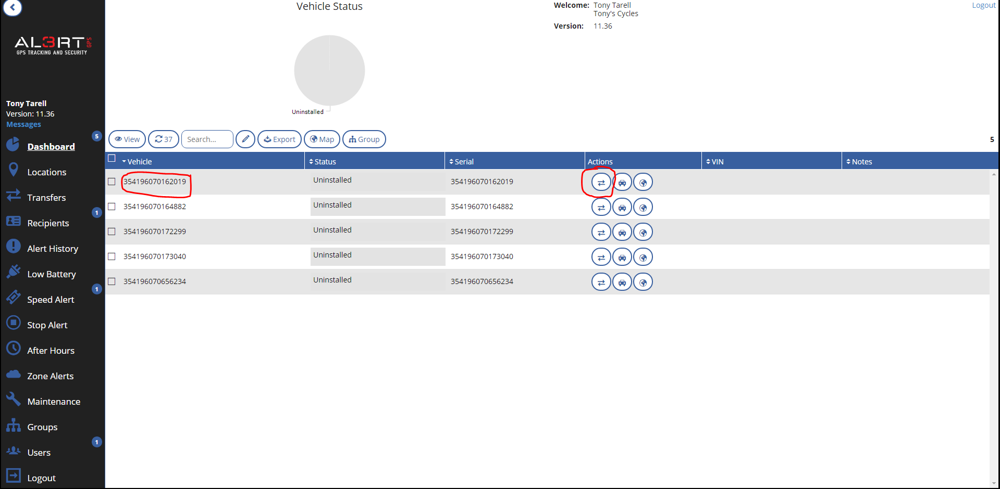 Vehicle Status
Welcome: Tony Tarell
Tony's Cycles
Version: 11.36
Logout
AL3RT GPS
GPS TRACKING AND SECURITY
Tony Tarell
Version: 11.36
Messages
5
Dashboard
Locations
Transfers
1
Recipients
Alert History
Low Battery
1
Speed Alert
Stop Alert
After Hours
Zone Alerts
Maintenance
Groups
1
Users
Logout
Uninstalled
View 37 Search... Export Map Group 5
Vehicle Status Serial Actions VIN Notes
354196070162019 Uninstalled 354196070162019
354196070164882 Uninstalled 354196070164882
354196070172299 Uninstalled 354196070172299
354196070173040 Uninstalled 354196070173040
354196070656234 Uninstalled 354196070656234